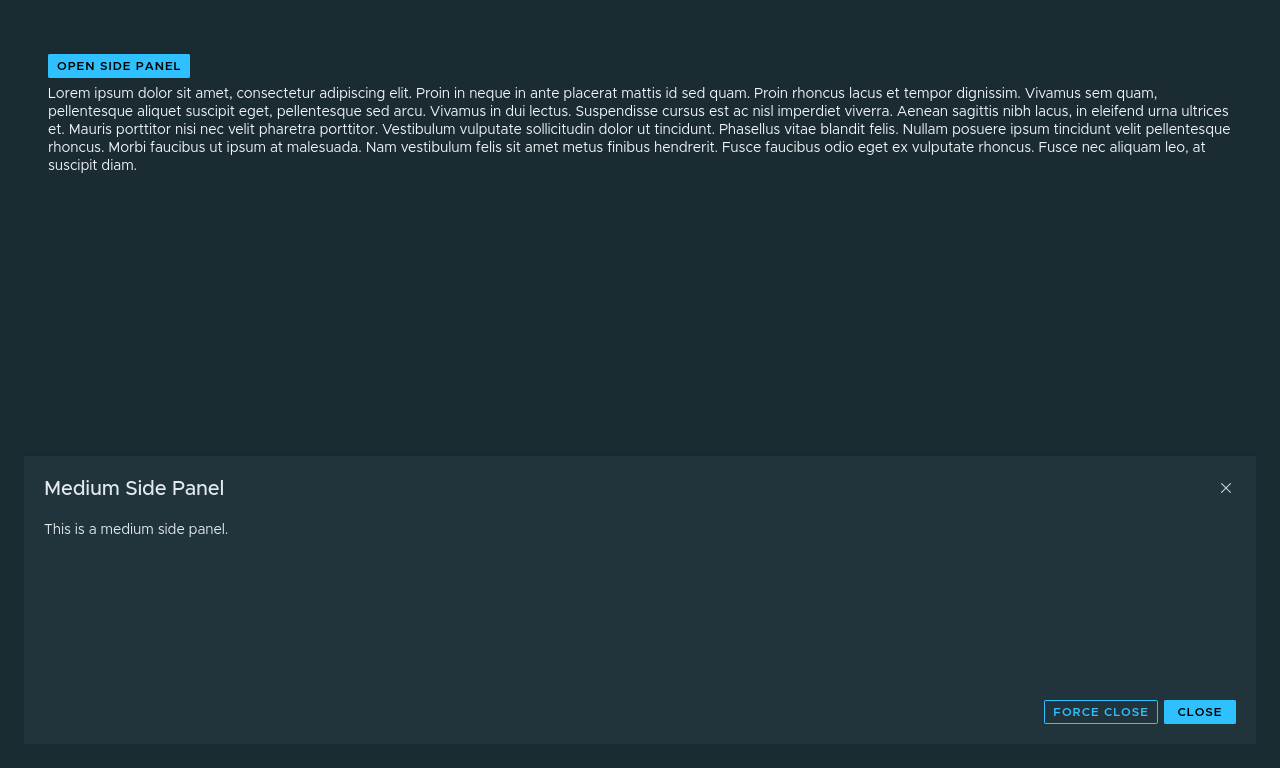 OPEN SIDE PANEL
Lorem ipsum dolor sit amet, consectetur adipiscing elit. Proin in neque in ante placerat mattis id sed quam. Proin rhoncus lacus et tempor dignissim. Vivamus sem quam,
pellentesque aliquet suscipit eget, pellentesque sed arcu. Vivamus in dui lectus. Suspendisse cursus est ac nisl imperdiet viverra. Aenean sagittis nibh lacus, in eleifend urna ultrices
et. Mauris porttitor nisi nec velit pharetra porttitor. Vestibulum vulputate sollicitudin dolor ut tincidunt. Phasellus vitae blandit felis. Nullam posuere ipsum tincidunt velit pellentesque
rhoncus. Morbi faucibus ut ipsum at malesuada. Nam vestibulum felis sit amet metus finibus hendrerit. Fusce faucibus odio eget ex vulputate rhoncus. Fusce nec aliquam leo, at
suscipit diam.
Medium Side Panel
This is a medium side panel.
FORCE CLOSE
CLOSE